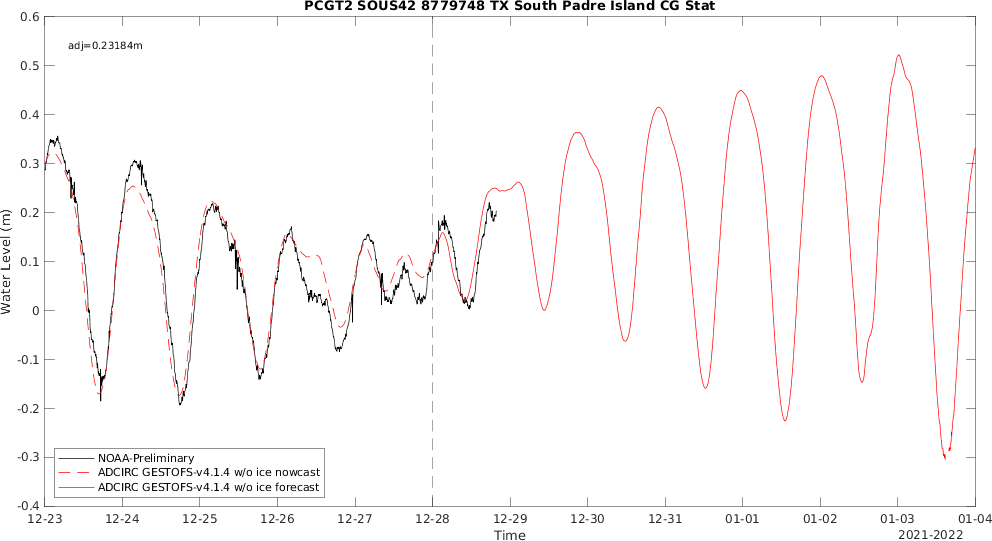 PCGT2 SOUS42 8779748 TX South Padre Island CG Stat
adj=0.23184m
Water Level (m)
0.6
0.5
0.4
0.3
0.2
0.1
0
-0.1
-0.2
-0.3
-0.4
NOAA-Preliminary
ADCIRC GESTOFS-v4.1.4 w/o ice nowcast
ADCIRC GESTOFS-v4.1.4 w/o ice forecast
12-23 12-24 12-25 12-26 12-27 12-28 12-29 12-30 12-31 01-01 01-02 01-03 01-04
Time
2021-2022